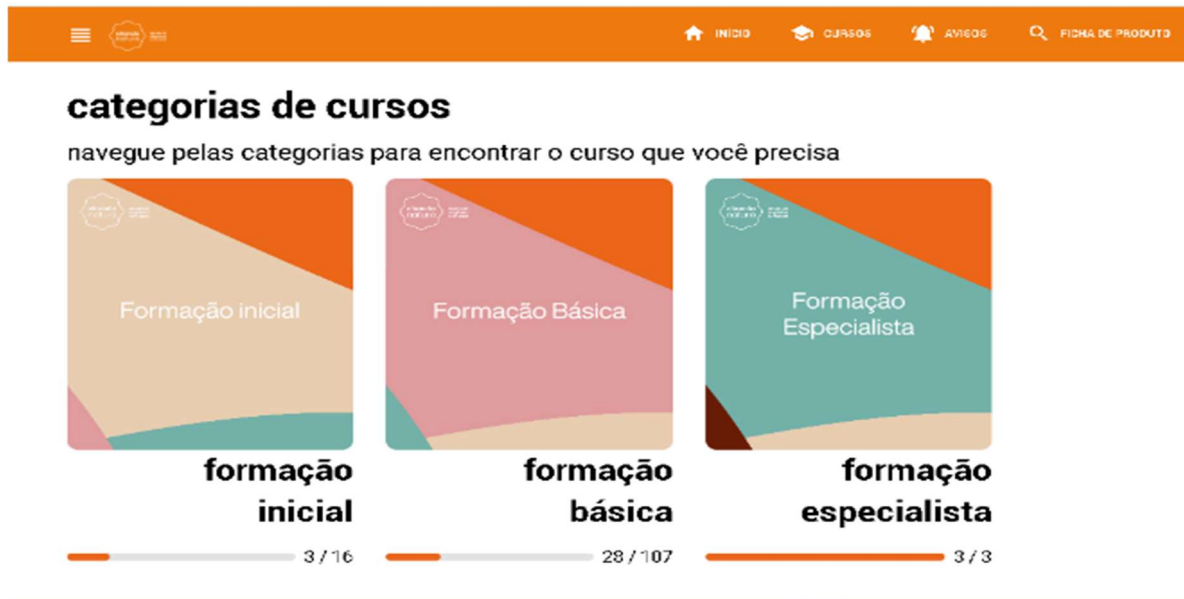 INÍCIO
CURSOS
AVISOS
FICHA DE PRODUTO
categorias de cursos
navegue pelas categorias para encontrar o curso que você precisa
Formação inicial
Formação Básica
Formação
Especialista
formação
inicial
3 / 16
formação
básica
28 / 107
formação
especialista
3 / 3